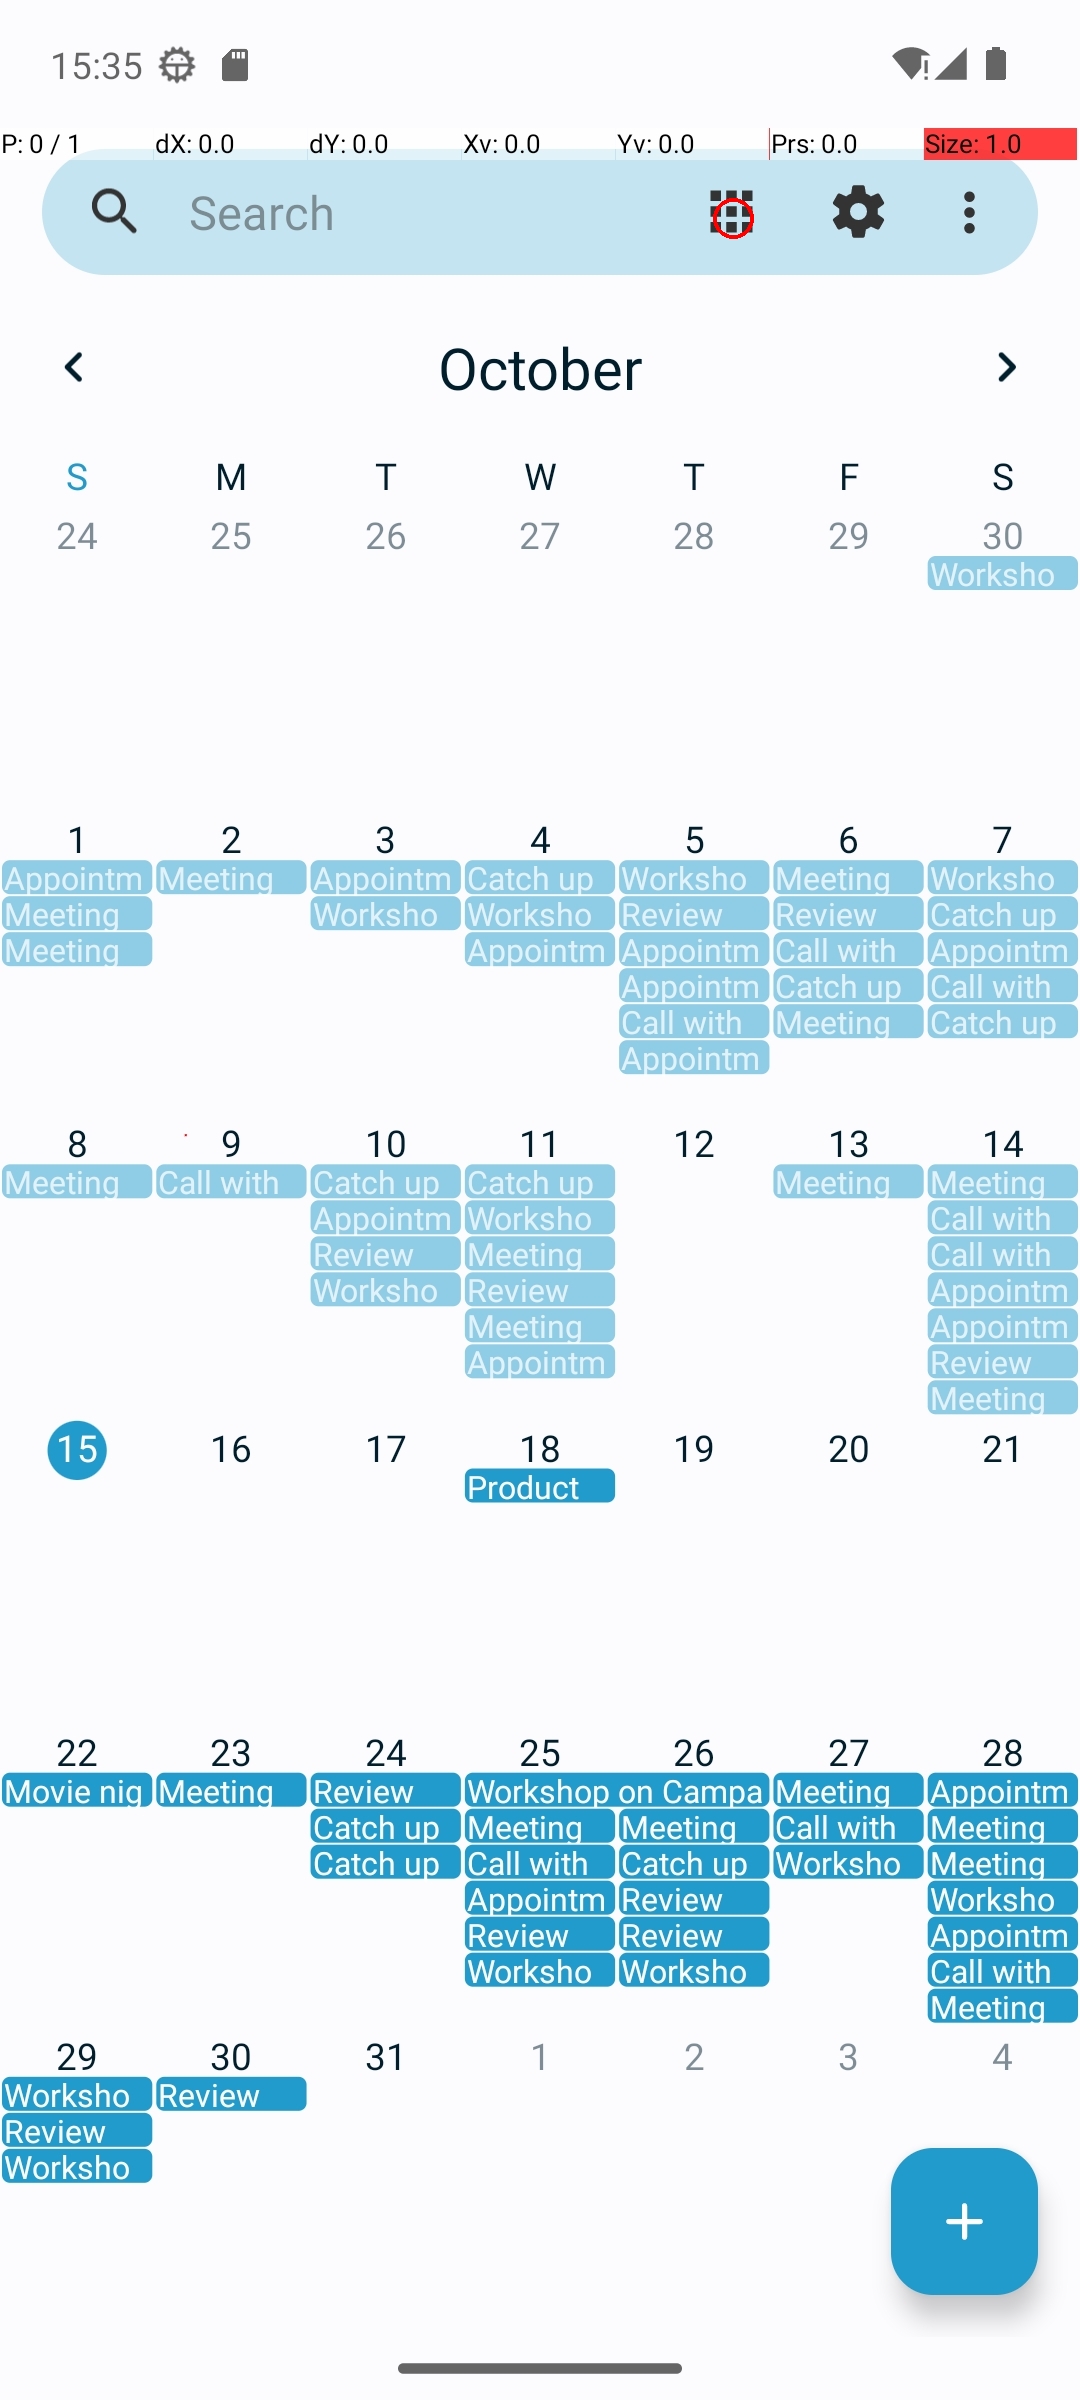 15:35
P: 0 / 1 dX: 0.0 dY: 0.0 Xv: 0.0 Yv: 0.0 Prs: 0.0 Size: 1.0
Search
October
S M T W T F S
24 25 26 27 28 29 30
Worksho
1 2 3 4 5 6 7
Appointm Meeting Appointm Catch up Worksho Meeting Worksho
Meeting Worksho Worksho Review Review Catch up
Meeting Appointm Appointm Call with Appointm
Appointm Catch up Call with
Call with Meeting Catch up
Appointm
8 9 10 11 12 13 14
Meeting Call with Catch up Catch up Meeting Meeting
Appointm Worksho Call with
Review Meeting Call with
Worksho Review Appointm
Meeting Appointm
Appointm Review
Meeting
15 16 17 18 19 20 21
Product
22 23 24 25 26 27 28
Movie nig Meeting Review Workshop on Campa Meeting Appointm
Catch up Meeting Meeting Call with Meeting
Catch up Call with Catch up Worksho Meeting
Appointm Review Worksho
Review Review Appointm
Worksho Worksho Call with
Meeting
29 30 31 1 2 3 4
Worksho Review
Review
Worksho